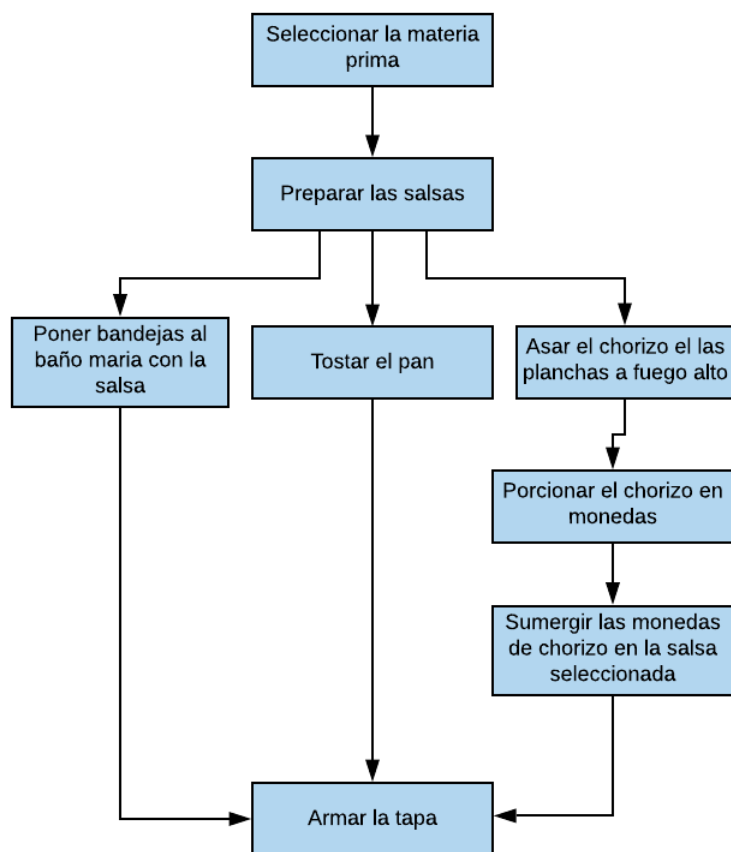 Seleccionar la materia
prima
Preparar las salsas
Poner bandejas al
baño maria con la
salsa
Tostar el pan
Asar el chorizo el las
planchas a fuego alto
Porcionar el chorizo en
monedas
Sumergir las monedas
de chorizo en la salsa
seleccionada
Armar la tapa